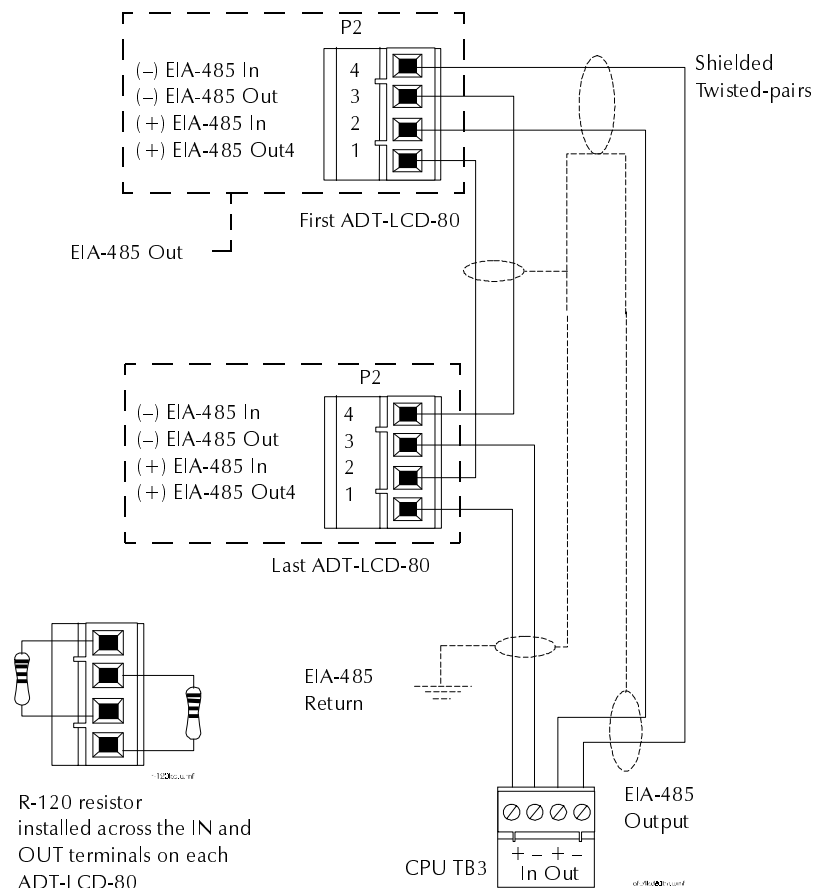 P2
(–) EIA-485 In
(–) EIA-485 Out
(+) EIA-485 In
(+) EIA-485 Out4
4
3
2
1
Shielded
Twisted-pairs
First ADT-LCD-80
EIA-485 Out
P2
(–) EIA-485 In
(–) EIA-485 Out
(+) EIA-485 In
(+) EIA-485 Out4
4
3
2
1
Last ADT-LCD-80
EIA-485
Return
R-120 resistor
installed across the IN and
OUT terminals on each
ADT-LCD-80
EIA-485
Output
CPU TB3
+ – + –
In Out